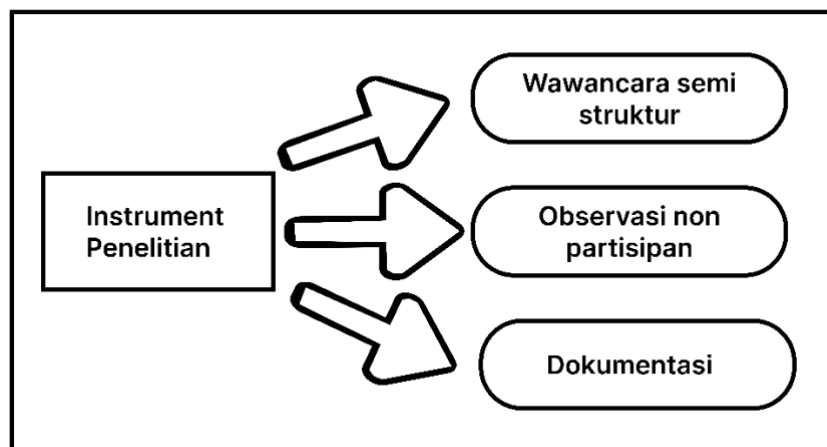 Instrument
Penelitian
Wawancara semi
struktur
Observasi non
partisipan
Dokumentasi